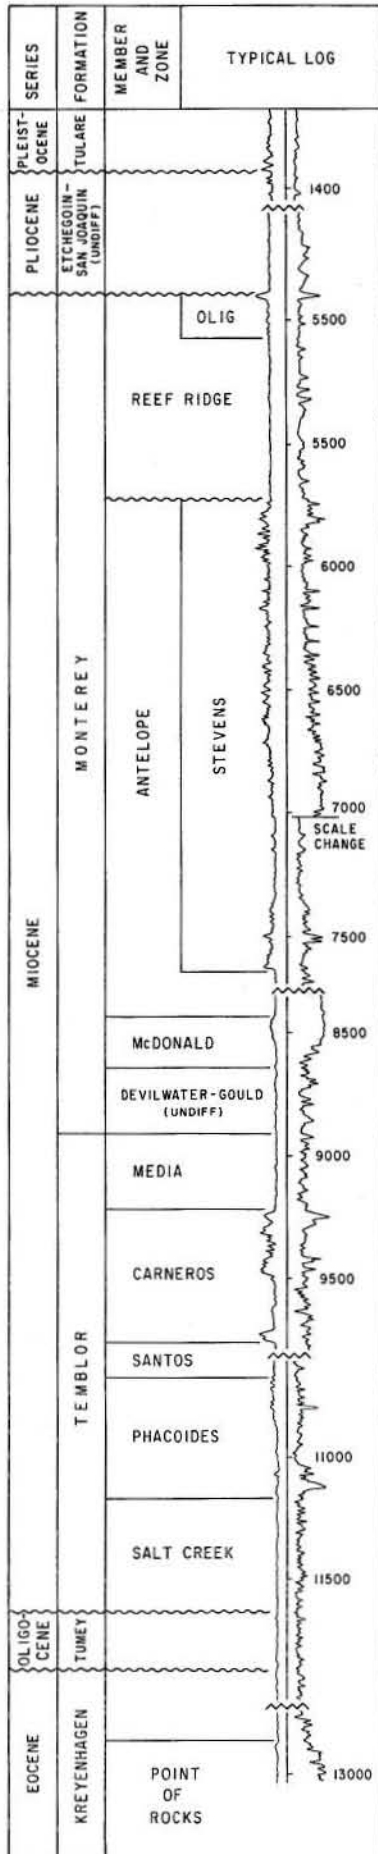 SERIES
FORMATION
MEMBER
AND
ZONE
TYPICAL LOG
PLEIST-
OCENE
TULARE
1400
PLIOCENE
ETCHEGOIN-
SAN JOAQUIN
(UNDIFF)
OLIG
5500
REEF RIDGE
5500
MIOCENE
MONTEREY
ANTELOPE
STEVENS
6000
6500
7000
SCALE
CHANGE
7500
8500
McDONALD
DEVILWATER-GOULD
(UNDIFF)
9000
TEMBLOR
MEDIA
CARNEROS
9500
SANTOS
PHACOIDES
11000
SALT CREEK
11500
OLIGO-
CENE
TUMEY
EOCENE
KREYENHAGEN
POINT
OF
ROCKS
13000